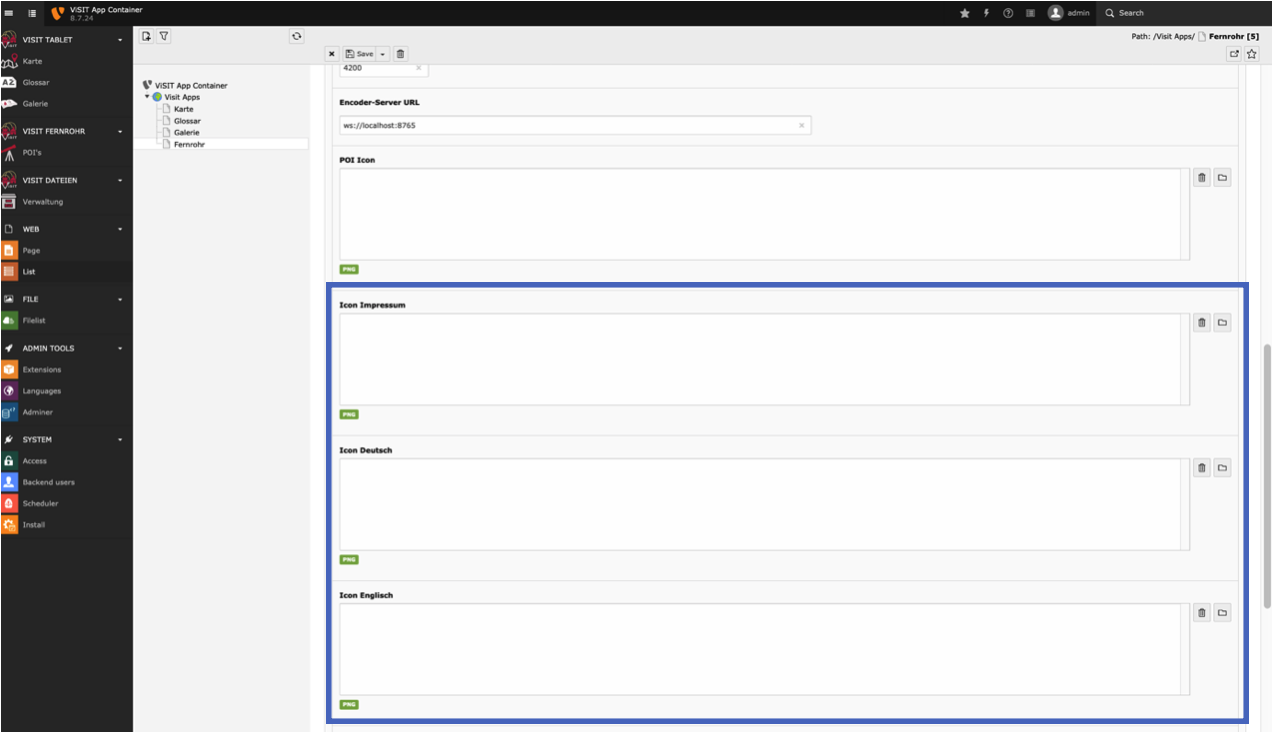 ViSIT App Container
8.7.24
admin
Search
VISIT TABLET
Karte
A2 Glossar
Galerie
VISIT FERNROHR
POI's
VISIT DATEIEN
Verwaltung
WEB
Page
List
FILE
Filelist
ADMIN TOOLS
Extensions
Languages
Adminer
SYSTEM
Access
Backend users
Scheduler
Install
ViSIT App Container
Visit Apps
Karte
Glossar
Galerie
Fernrohr
Path: /Visit Apps/ Fernrohr [5]
Save
4200
Encoder-Server URL
ws://localhost:8765
POI Icon
PNG
Icon Impressum
PNG
Icon Deutsch
PNG
Icon Englisch
PNG